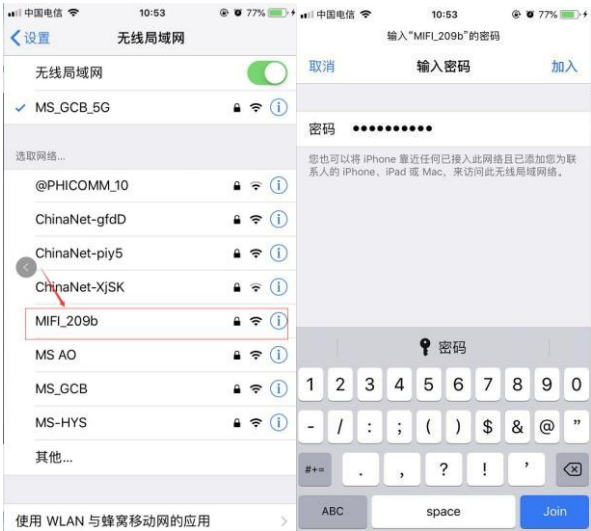 中国电信 10:53 77%
设置 无线局域网
无线局域网
MS_GCB_5G
选取网络...
@PHICOMM_10
ChinaNet-gfdD
ChinaNet-piy5
ChinaNet-XjSK
MIFI_209b
MS AO
MS_GCB
MS-HYS
其他...
使用 WLAN 与蜂窝移动网的应用
中国电信 10:53 77%
输入“MIFI_209b”的密码
取消 输入密码 加入
密码 ••••••••••
您也可以将 iPhone 靠近任何已接入此网络且已添加您为联
系人的 iPhone、iPad 或 Mac，来访问此无线局域网络。
密码
1 2 3 4 5 6 7 8 9 0
- / : ; ( ) $ & @ ”
#+= . , ? ! ’
ABC space Join